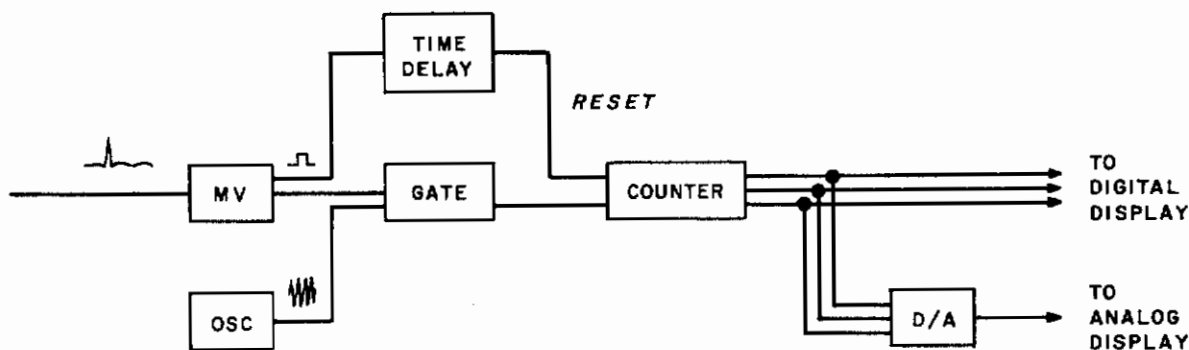 TIME
DELAY
RESET
MV
GATE
COUNTER
TO
DIGITAL
DISPLAY
OSC
D/A
TO
ANALOG
DISPLAY